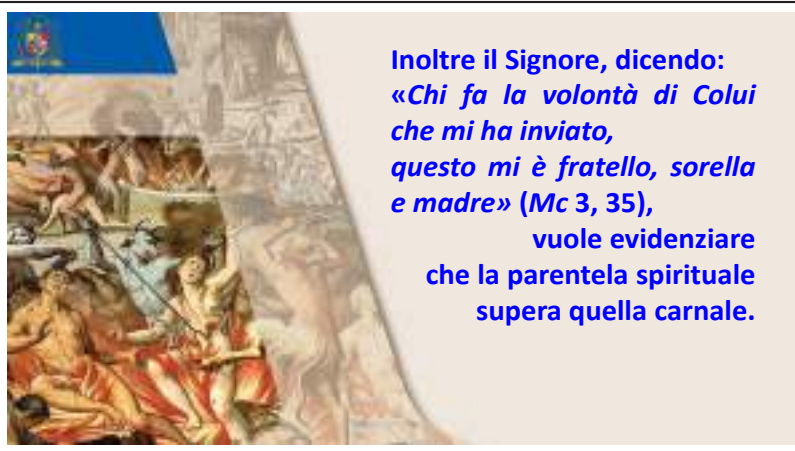 Inoltre il Signore, dicendo:
«Chi fa la volontà di Colui
che mi ha inviato,
questo mi è fratello, sorella
e madre» (Mc 3, 35),
vuole evidenziare
che la parentela spirituale
supera quella carnale.